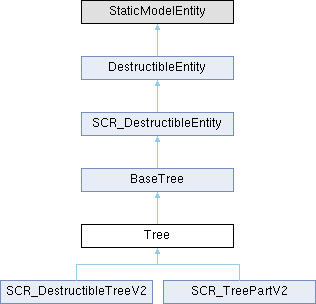 StaticModelEntity
DestructibleEntity
SCR_DestructibleEntity
BaseTree
Tree
SCR_DestructibleTreeV2
SCR_TreePartV2